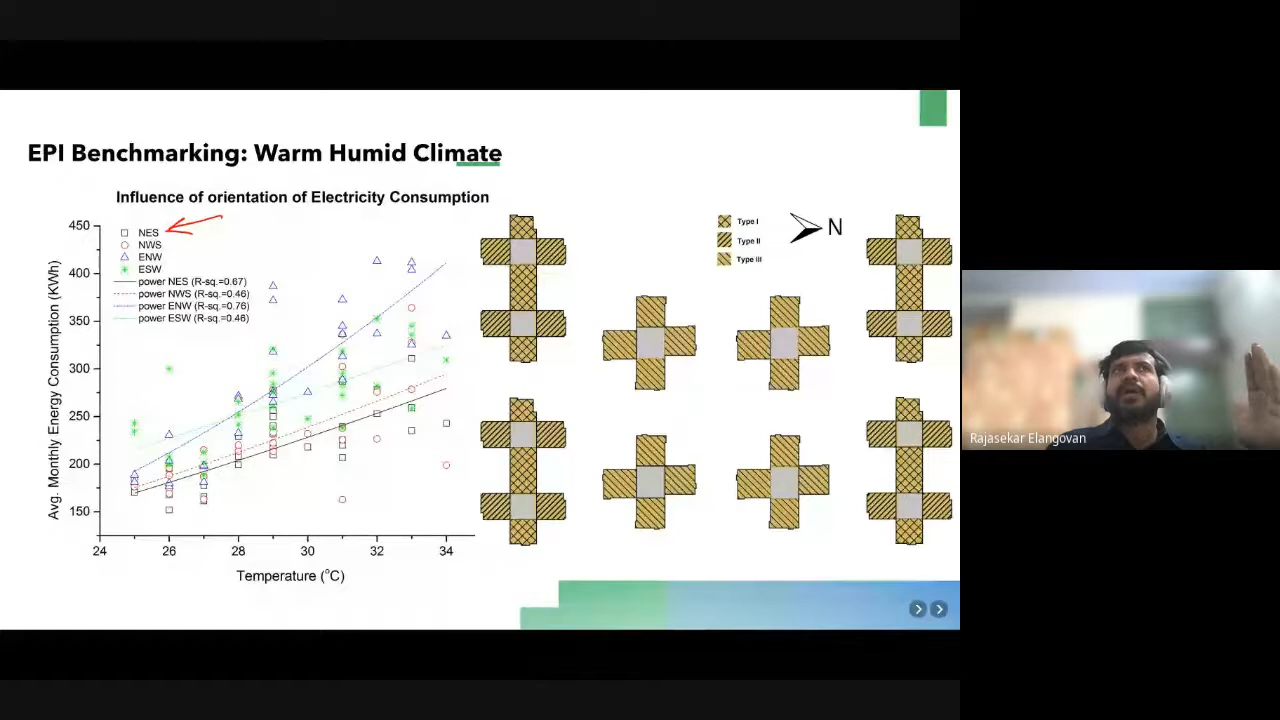 EPI Benchmarking: Warm Humid Climate
Influence of orientation of Electricity Consumption
NES
NWS
ENW
ESW
power NES (R-sq.=0.67)
power NWS (R-sq.=0.46)
power ENW (R-sq.=0.76)
power ESW (R-sq.=0.46)
Avg. Monthly Energy Consumption (KWh)
450
400
350
300
250
200
150
24
26
28
30
32
34
Temperature (°C)
Type I
Type II
Type III
N
Rajasekar Elangovan